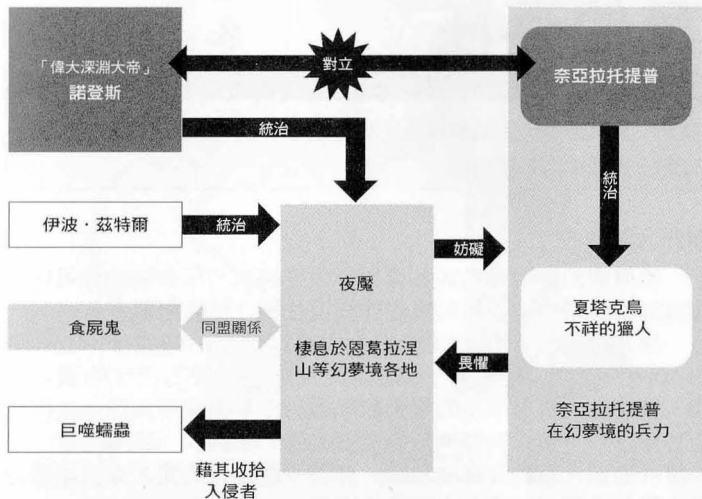 「偉大深淵大帝」
諾登斯
對立
奈亞拉托提普
統治
統治
伊波·茲特爾
統治
夜魘
棲息於恩葛拉涅
山等幻夢境各地
妨礙
夏塔克鳥
不祥的獵人
食屍鬼
同盟關係
畏懼
奈亞拉托提普
在幻夢境的兵力
巨噬蠕蟲
藉其收拾
入侵者